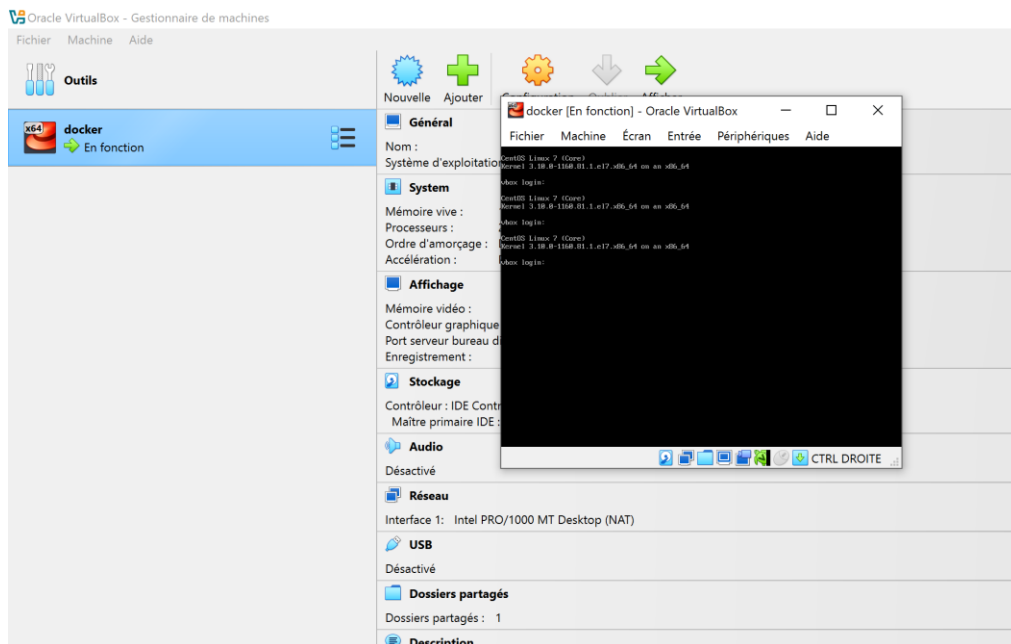 Oracle VirtualBox - Gestionnaire de machines
Fichier Machine Aide
Outils
Nouvelle Ajouter
x64 docker
En fonction
Général
Nom :
Système d'exploitatio
System
Mémoire vive :
Processeurs :
Ordre d'amorçage :
Accélération :
Affichage
Mémoire vidéo :
Contrôleur graphique
Port serveur bureau d
Enregistrement :
Stockage
Contrôleur : IDE Contr
Maître primaire IDE :
Audio
Désactivé
Réseau
Interface 1: Intel PRO/1000 MT Desktop (NAT)
USB
Désactivé
Dossiers partagés
Dossiers partagés : 1
Description
docker [En fonction] - Oracle VirtualBox
Fichier Machine Écran Entrée Périphériques Aide
CentOS Linux 7 (Core)
Kernel 3.10.0-1160.81.1.el7.x86_64 on an x86_64
vbox login:
CentOS Linux 7 (Core)
Kernel 3.10.0-1160.81.1.el7.x86_64 on an x86_64
vbox login:
CentOS Linux 7 (Core)
Kernel 3.10.0-1160.81.1.el7.x86_64 on an x86_64
vbox login:
CTRL DROITE